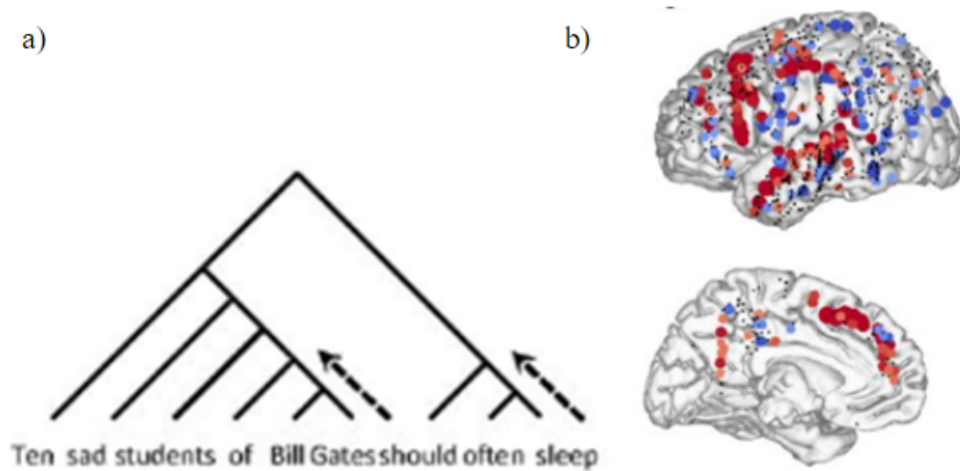 a)
b)
Ten sad students of Bill Gates should often sleep